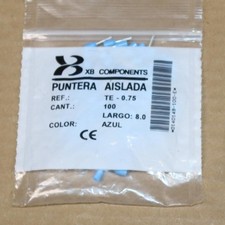 XB COMPONENTS
PUNTERA AISLADA
REF.: TE - 0.75
CANT.: 100
LARGO: 8.0
COLOR: AZUL
CE